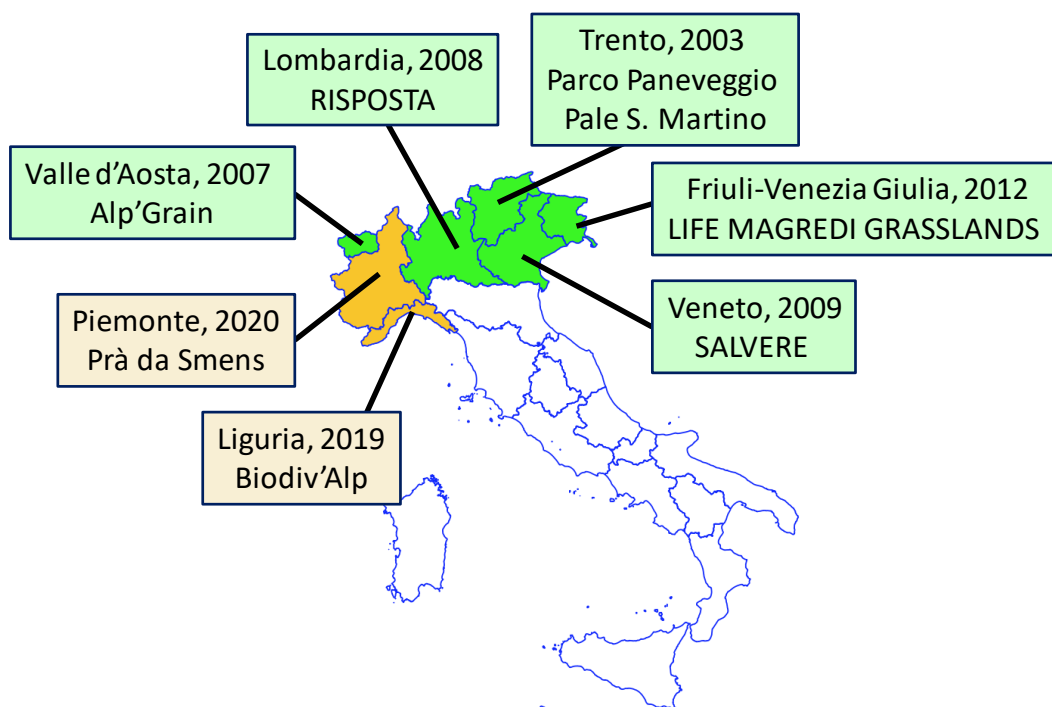 Lombardia, 2008
RISPOSTA
Trento, 2003
Parco Paneveggio
Pale S. Martino
Valle d’Aosta, 2007
Alp’Grain
Friuli-Venezia Giulia, 2012
LIFE MAGREDI GRASSLANDS
Piemonte, 2020
Prà da Smens
Veneto, 2009
SALVERE
Liguria, 2019
Biodiv’Alp